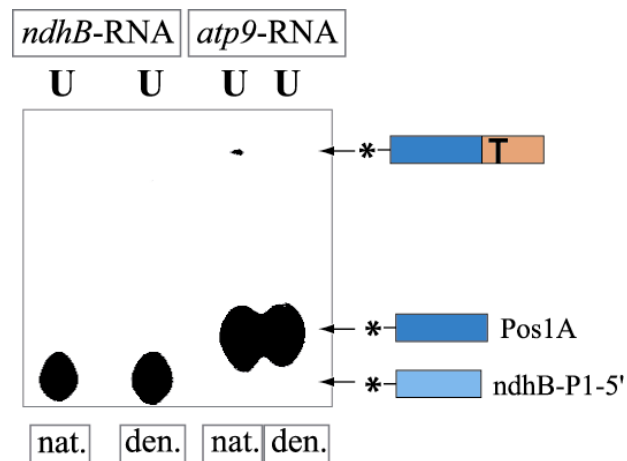 ndhB-RNA atp9-RNA
U U U U
* T
* Pos1A
* ndhB-P1-5'
nat. den. nat. den.